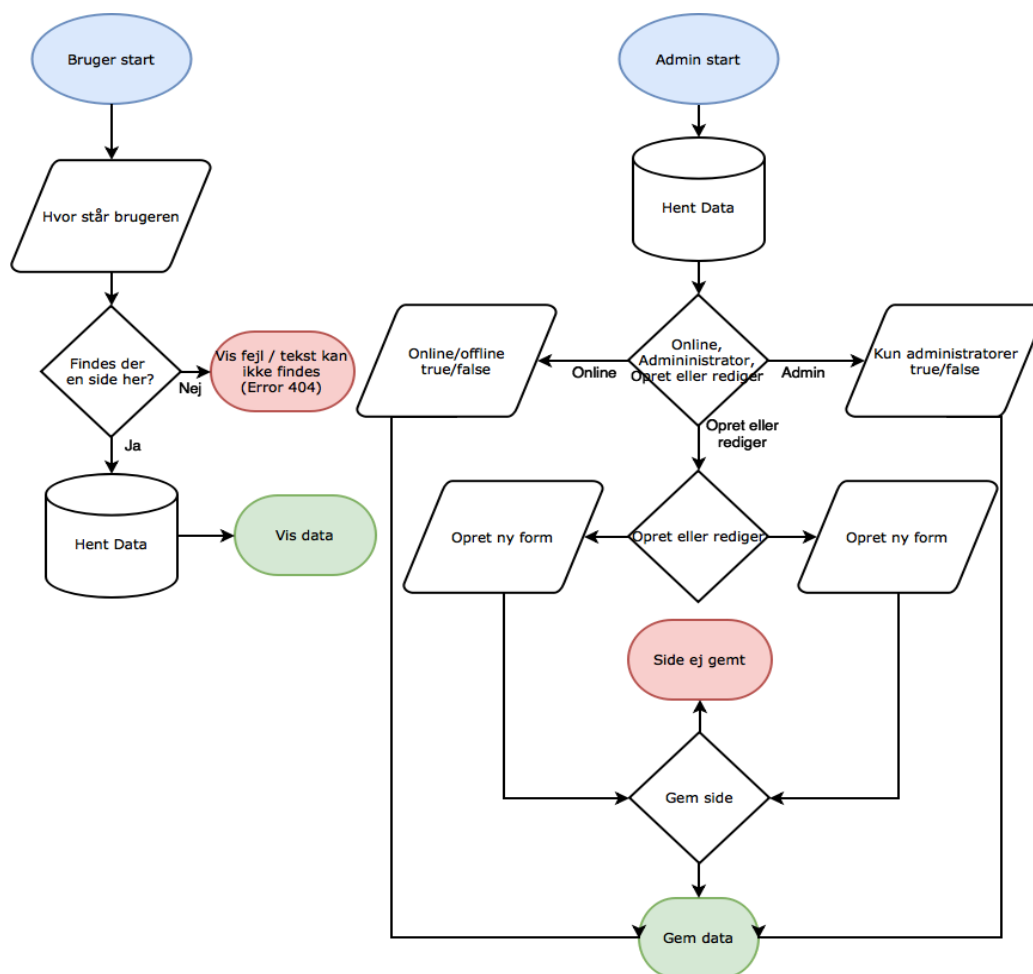 Bruger start
Hvor står brugeren
Findes der
en side her?
Nej
Vis fejl / tekst kan
ikke findes
(Error 404)
Ja
Hent Data
Vis data
Admin start
Hent Data
Online,
Admininistrator,
Opret eller rediger
Online
Online/offline
true/false
Admin
Kun administratorer
true/false
Opret eller
rediger
Opret eller rediger
Opret ny form
Opret ny form
Side ej gemt
Gem side
Gem data